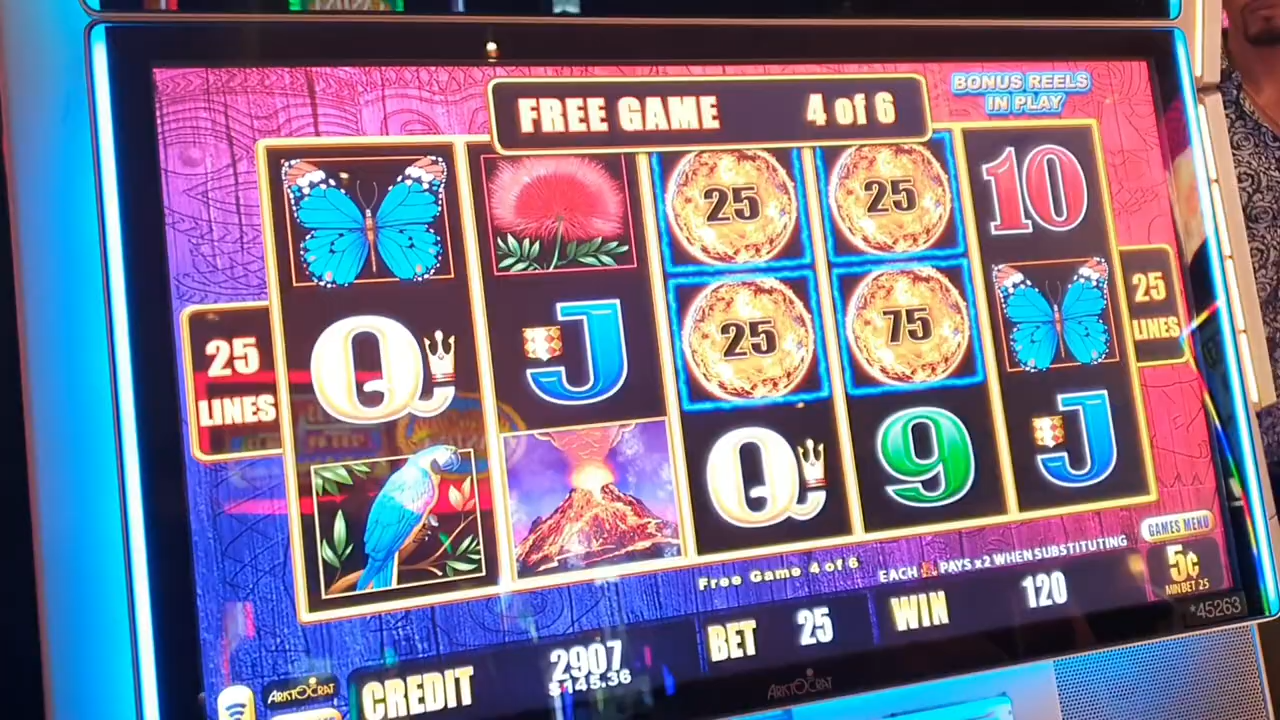 FREE GAME 4 of 6
BONUS REELS
IN PLAY
25
25
10
25
LINES
Q
J
25
75
25
LINES
Q
9
J
GAMES MENU
Free Game 4 of 6
EACH PAYS x2 WHEN SUBSTITUTING
5¢
MIN BET 25
*45263
CREDIT 2907
$145.36
BET 25
WIN 120
ARISTOCRAT
ARISTOCRAT